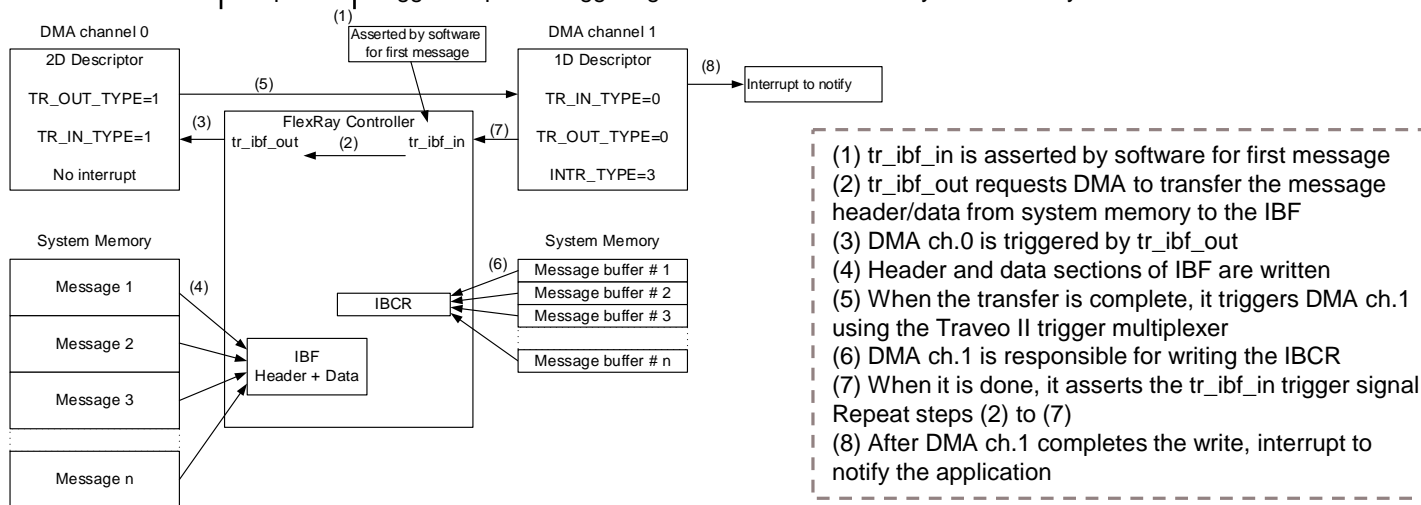 (1)
DMA channel 0
Asserted by software
for first message
DMA channel 1
2D Descriptor
TR_OUT_TYPE=1
TR_IN_TYPE=1
No interrupt
(5)
1D Descriptor
TR_IN_TYPE=0
TR_OUT_TYPE=0
INTR_TYPE=3
(8)
Interrupt to notify
(3)
FlexRay Controller
tr_ibf_out
(2)
tr_ibf_in
(7)
System Memory
Message 1
Message 2
Message 3
Message n
(4)
IBF
Header + Data
IBCR
(6)
System Memory
Message buffer # 1
Message buffer # 2
Message buffer # 3
Message buffer # n
(1) tr_ibf_in is asserted by software for first message
(2) tr_ibf_out requests DMA to transfer the message
header/data from system memory to the IBF
(3) DMA ch.0 is triggered by tr_ibf_out
(4) Header and data sections of IBF are written
(5) When the transfer is complete, it triggers DMA ch.1
using the Traveo II trigger multiplexer
(6) DMA ch.1 is responsible for writing the IBCR
(7) When it is done, it asserts the tr_ibf_in trigger signal
Repeat steps (2) to (7)
(8) After DMA ch.1 completes the write, interrupt to
notify the application